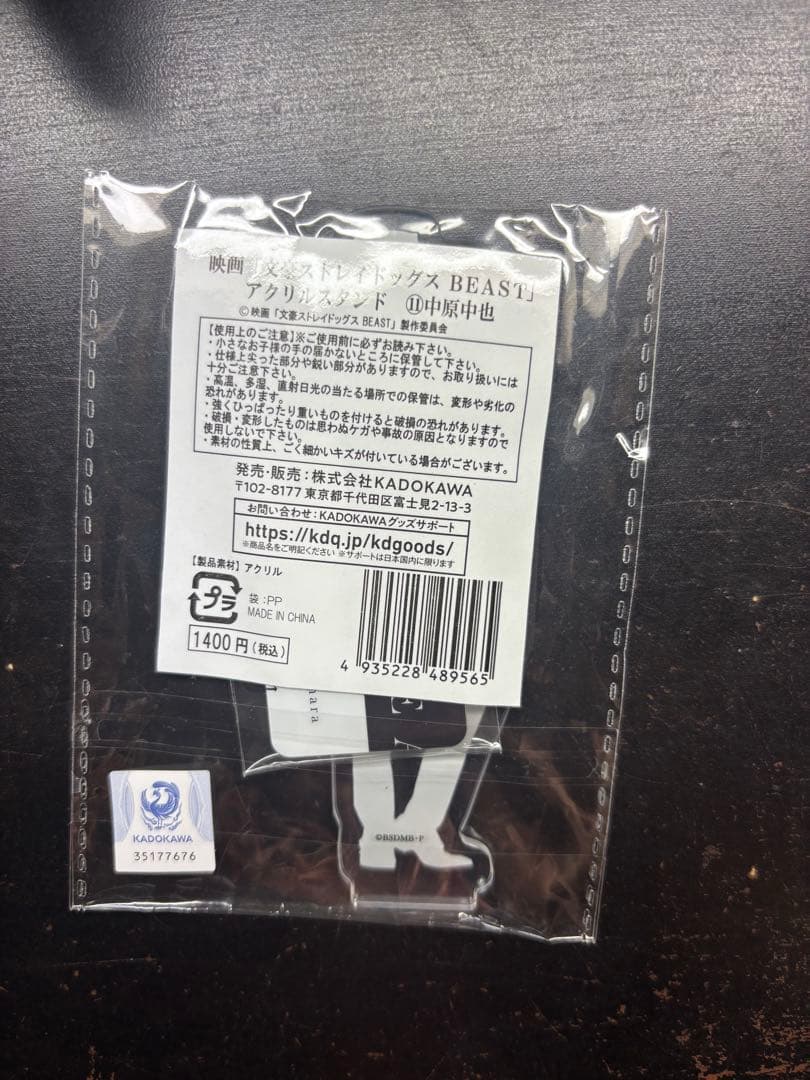 映画「文豪ストレイドッグス BEAST」
アクリルスタンド ⑪中原中也
©映画「文豪ストレイドッグス BEAST」製作委員会
【使用上のご注意】※ご使用前に必ずお読み下さい。
・小さなお子様の手の届かないところに保管して下さい。
・仕様上尖った部分や鋭い部分がありますので、お取り扱いには
十分ご注意下さい。
・高温、多湿、直射日光の当たる場所での保管は、変形や劣化の
恐れがあります。
・強くひっぱったり重いものを付けると破損の恐れがあります。
・破損・変形したものは思わぬケガや事故の原因となりますので
使用しないで下さい。
・素材の性質上、ごく細かいキズが付いている場合がございます。
発売・販売：株式会社KADOKAWA
〒102-8177 東京都千代田区富士見2-13-3
お問い合わせ：KADOKAWAグッズサポート
https://kdq.jp/kdgoods/
※商品名をご明記ください ※サポートは日本国内に限ります
【製品素材】アクリル
プラ
袋：PP
MADE IN CHINA
1400円(税込)
4 935228 489565
hara
©BSDMB・P
KADOKAWA
35177676